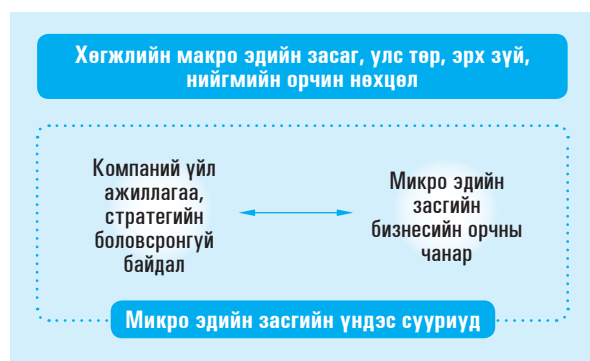 Хөгжлийн макро эдийн засаг, улс төр, эрх зүй,
нийгмийн орчин нөхцөл
Компаний үйл
ажиллагаа,
стратегийн
боловсронгуй
байдал
Микро эдийн
засгийн
бизнесийн орчны
чанар
Микро эдийн засгийн үндэс сууриуд